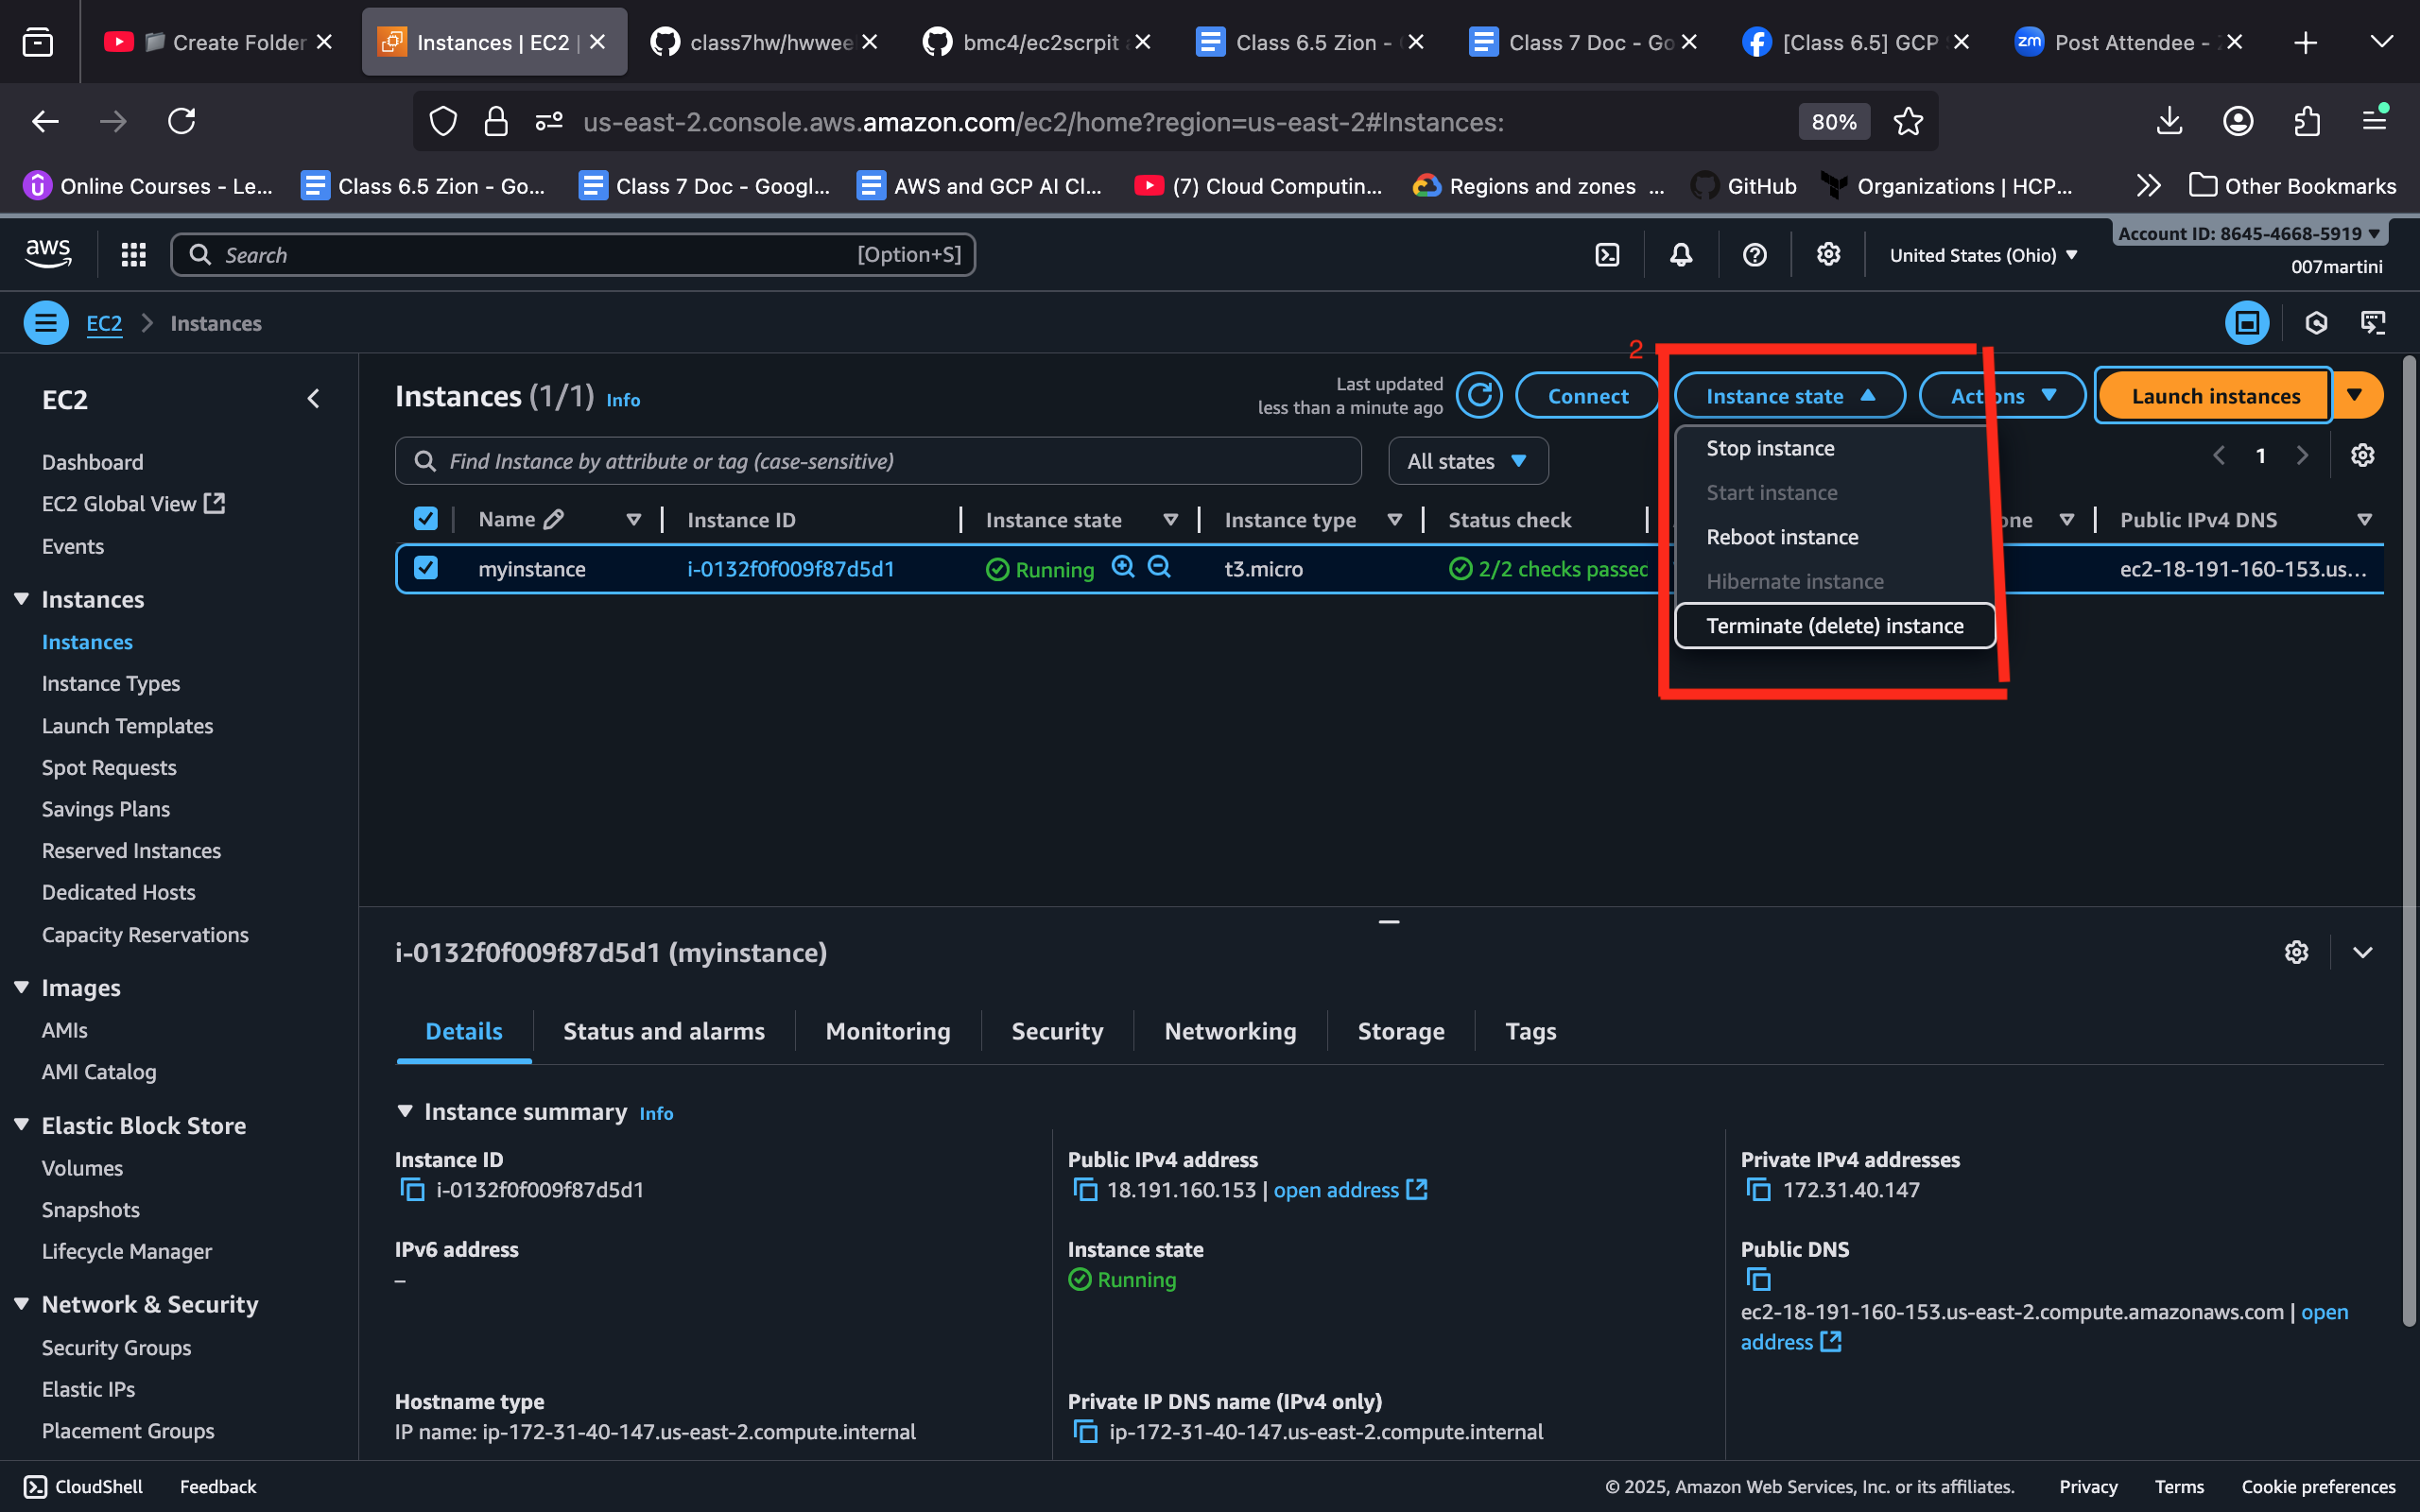 Create Folder
Instances | EC2 |
class7hw/hwwee
bmc4/ec2scrpit
Class 6.5 Zion -
Class 7 Doc - Go
[Class 6.5] GCP
zm Post Attendee -
us-east-2.console.aws.amazon.com/ec2/home?region=us-east-2#Instances:
80%
Online Courses - Le...
Class 6.5 Zion - Go...
Class 7 Doc - Googl...
AWS and GCP AI Cl...
(7) Cloud Computin...
Regions and zones ...
GitHub
Organizations | HCP...
Other Bookmarks
aws
Search
[Option+S]
United States (Ohio)
Account ID: 8645-4668-5919
007martini
EC2
Instances
2
EC2
Dashboard
EC2 Global View
Events
Instances
Instances
Instance Types
Launch Templates
Spot Requests
Savings Plans
Reserved Instances
Dedicated Hosts
Capacity Reservations
Images
AMIs
AMI Catalog
Elastic Block Store
Volumes
Snapshots
Lifecycle Manager
Network & Security
Security Groups
Elastic IPs
Placement Groups
Instances (1/1) Info
Last updated
less than a minute ago
Connect
Instance state
Actions
Launch instances
Find Instance by attribute or tag (case-sensitive)
All states
1
Stop instance
Start instance
Reboot instance
Hibernate instance
Terminate (delete) instance
Name
Instance ID
Instance state
Instance type
Status check
one
Public IPv4 DNS
myinstance
i-0132f0f009f87d5d1
Running
t3.micro
2/2 checks passed
ec2-18-191-160-153.us...
i-0132f0f009f87d5d1 (myinstance)
Details
Status and alarms
Monitoring
Security
Networking
Storage
Tags
Instance summary Info
Instance ID
i-0132f0f009f87d5d1
Public IPv4 address
18.191.160.153 | open address
Private IPv4 addresses
172.31.40.147
IPv6 address
–
Instance state
Running
Public DNS
ec2-18-191-160-153.us-east-2.compute.amazonaws.com | open
address
Hostname type
IP name: ip-172-31-40-147.us-east-2.compute.internal
Private IP DNS name (IPv4 only)
ip-172-31-40-147.us-east-2.compute.internal
CloudShell
Feedback
© 2025, Amazon Web Services, Inc. or its affiliates.
Privacy
Terms
Cookie preferences